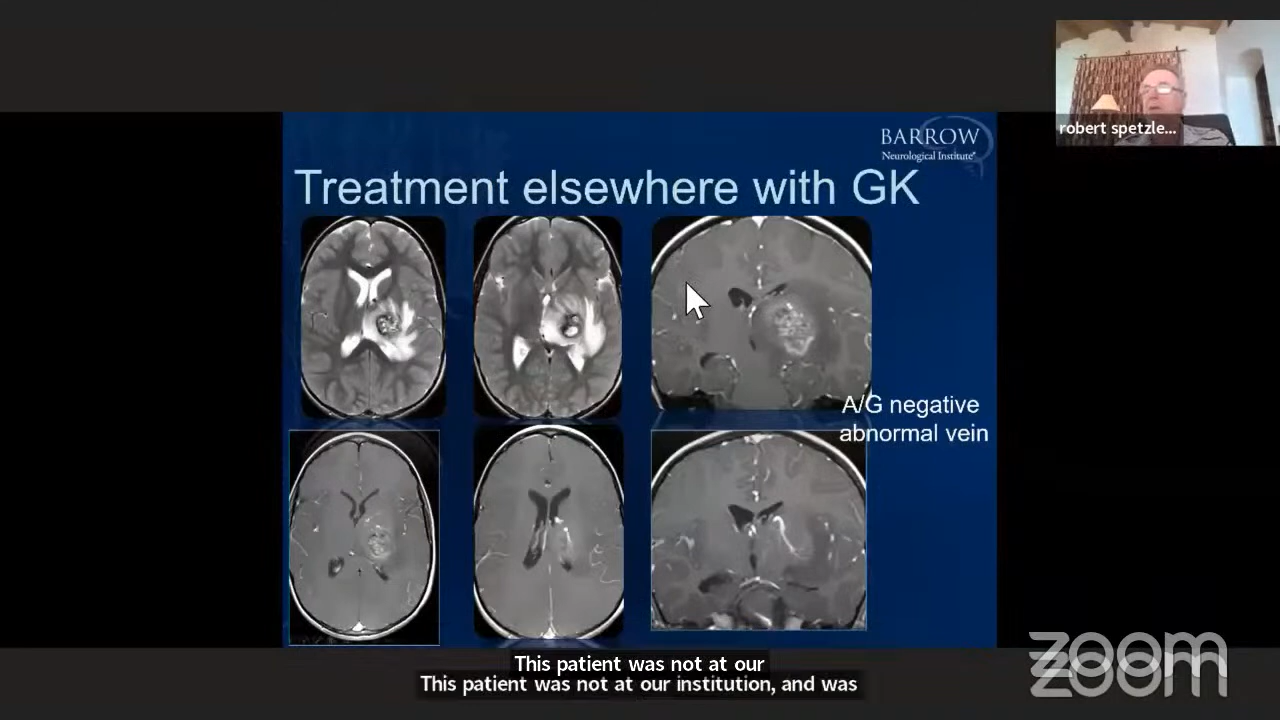 robert spetzle...
BARROW
Neurological Institute®
Treatment elsewhere with GK
A/G negative
abnormal vein
This patient was not at our
This patient was not at our institution, and was
zoom